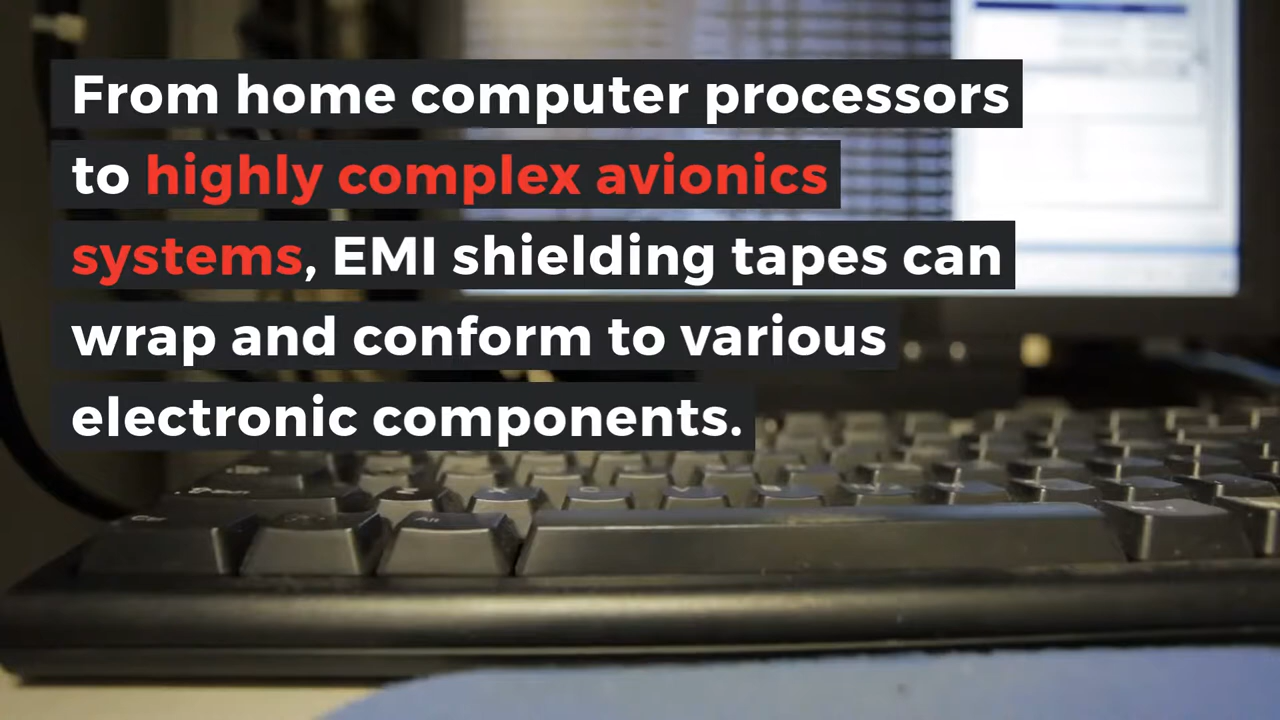 From home computer processors
to highly complex avionics
systems, EMI shielding tapes can
wrap and conform to various
electronic components.